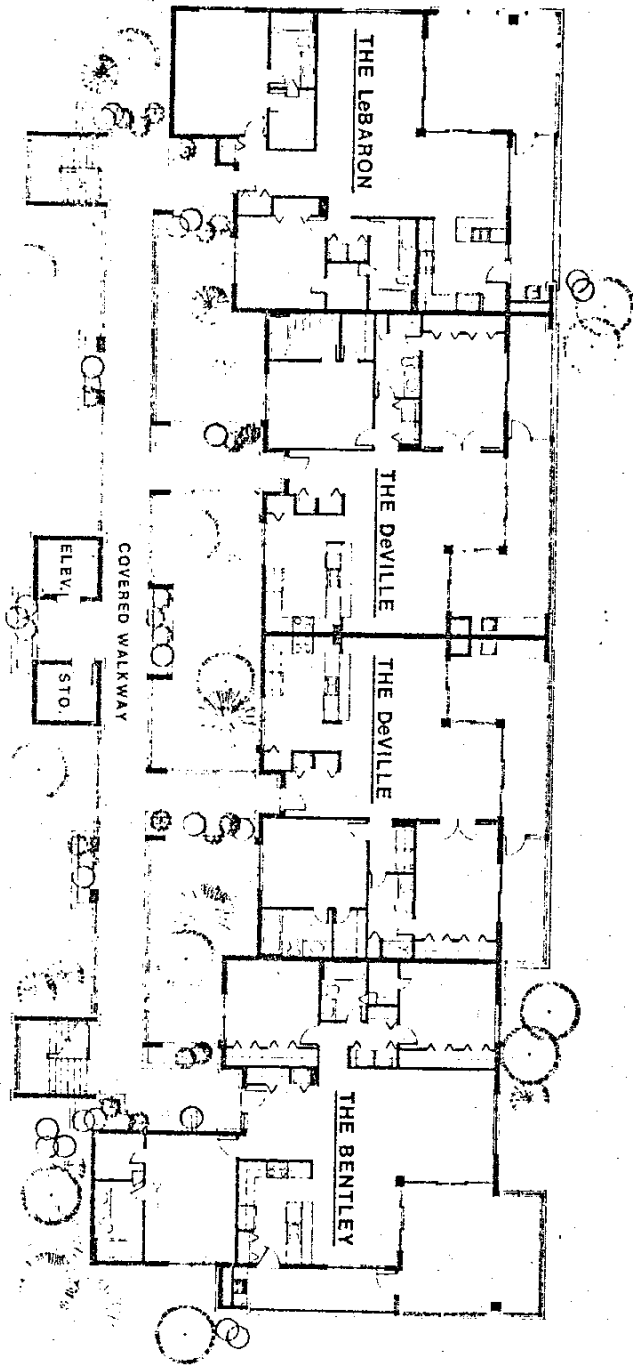 THE LeBARON
THE DeVILLE
THE DeVILLE
THE BENTLEY
COVERED WALKWAY
ELEV.
STO.